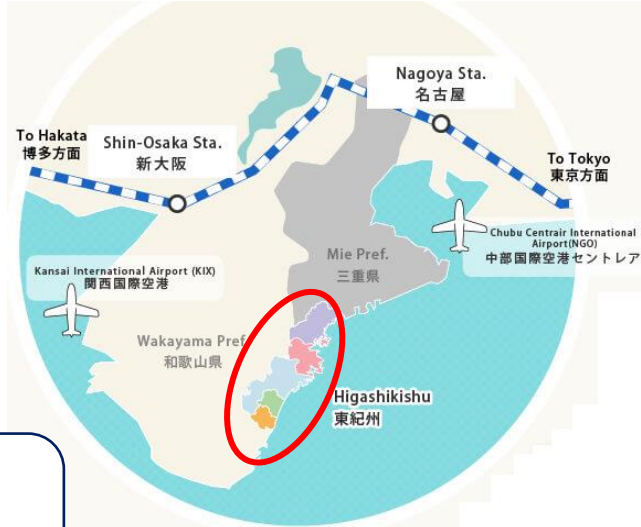 Nagoya Sta.
名古屋
To Hakata
博多方面
Shin-Osaka Sta.
新大阪
To Tokyo
東京方面
Chubu Centrair International
Airport(NGO)
中部国際空港セントレア
Mie Pref.
三重県
Kansai International Airport (KIX)
関西国際空港
Wakayama Pref
和歌山県
Higashikishu
東紀州